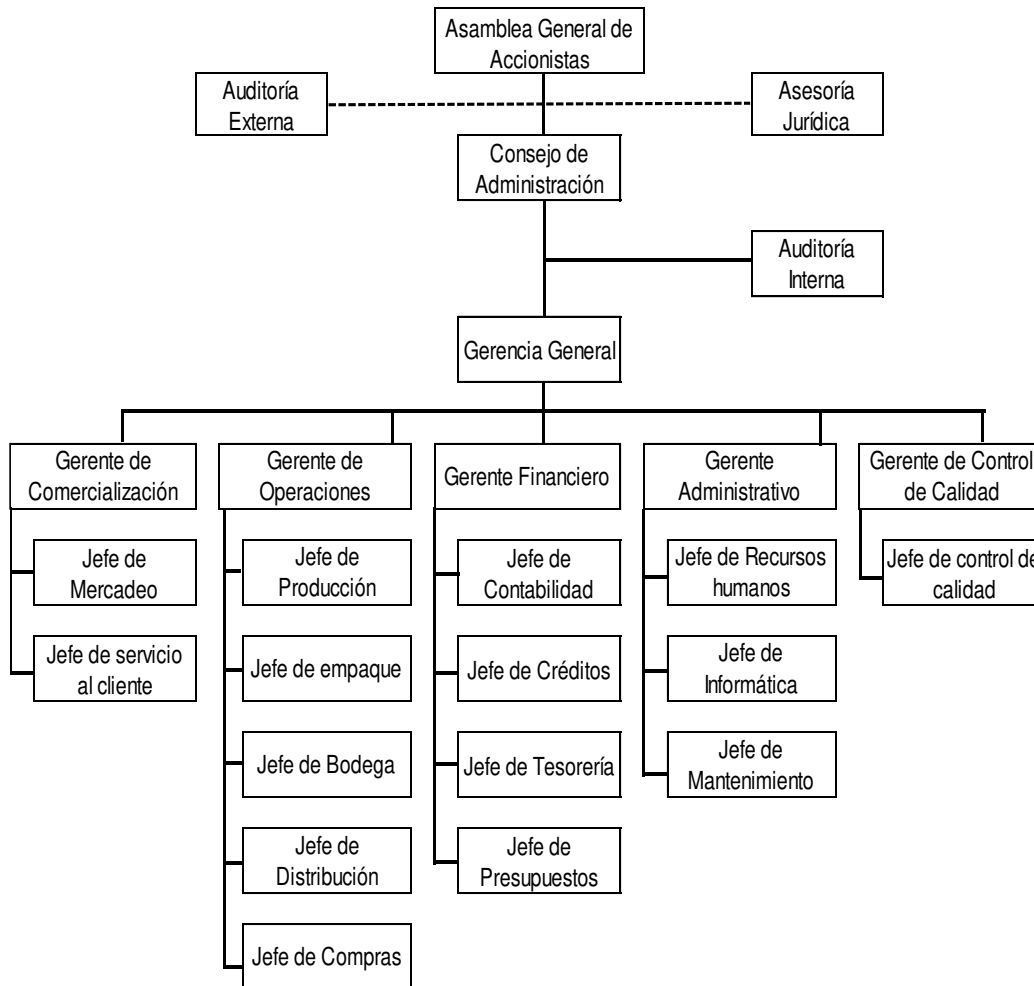 Asamblea General de
Accionistas
Auditoría
Externa
Asesoría
Jurídica
Consejo de
Administración
Auditoría
Interna
Gerencia General
Gerente de
Comercialización
Gerente de
Operaciones
Gerente Financiero
Gerente
Administrativo
Gerente de Control
de Calidad
Jefe de
Mercadeo
Jefe de servicio
al cliente
Jefe de
Producción
Jefe de empaque
Jefe de Bodega
Jefe de
Distribución
Jefe de Compras
Jefe de
Contabilidad
Jefe de Créditos
Jefe de Tesorería
Jefe de
Presupuestos
Jefe de Recursos
humanos
Jefe de
Informática
Jefe de
Mantenimiento
Jefe de control de
calidad